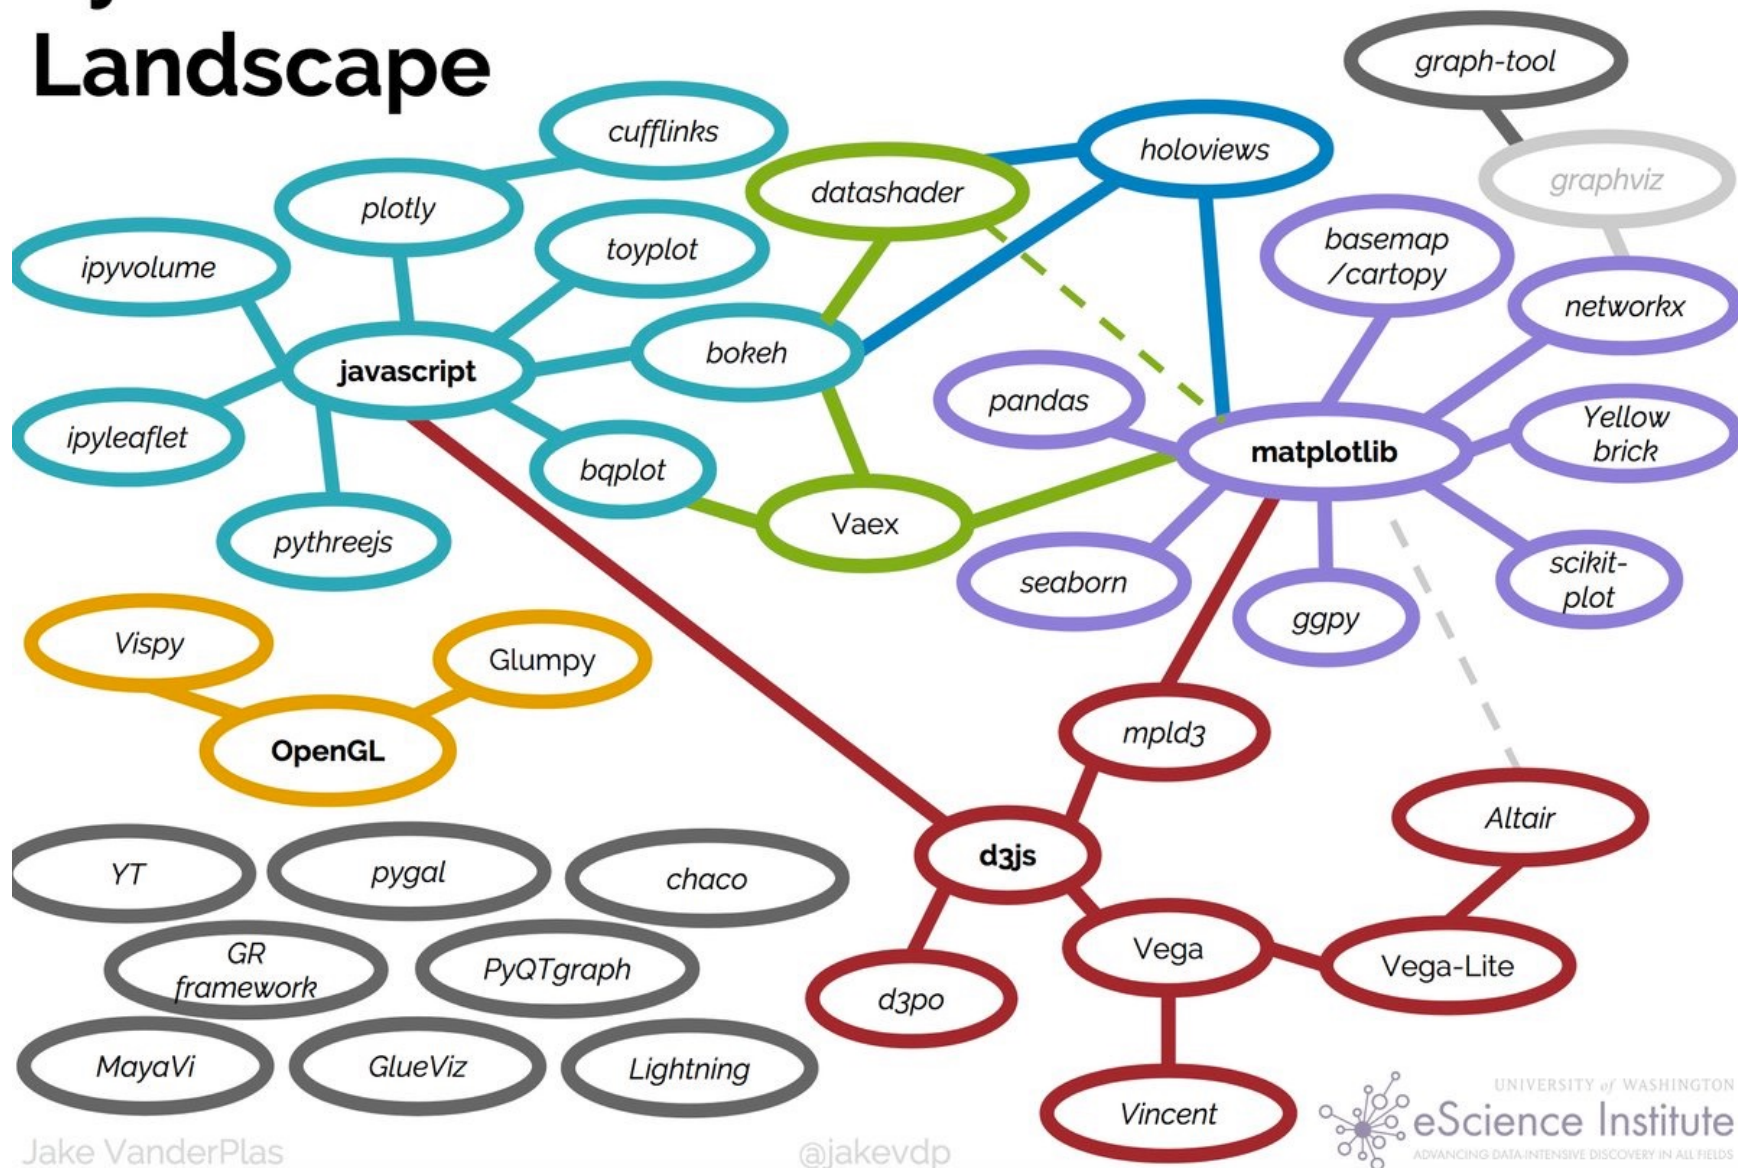 Landscape
graph-tool
cufflinks
holoviews
graphviz
datashader
plotly
toyplot
basemap
/cartopy
ipyvolume
networkx
bokeh
javascript
pandas
Yellow
brick
ipyleaflet
matplotlib
bqplot
Vaex
pythreejs
seaborn
scikit-
plot
ggpy
Vispy
Glumpy
mpld3
OpenGL
Altair
d3js
YT
pygal
chaco
GR
framework
PyQTgraph
Vega
Vega-Lite
d3po
MayaVi
GlueViz
Lightning
Vincent
UNIVERSITY of WASHINGTON
eScience Institute
ADVANCING DATA-INTENSIVE DISCOVERY IN ALL FIELDS
Jake VanderPlas
@jakevdp